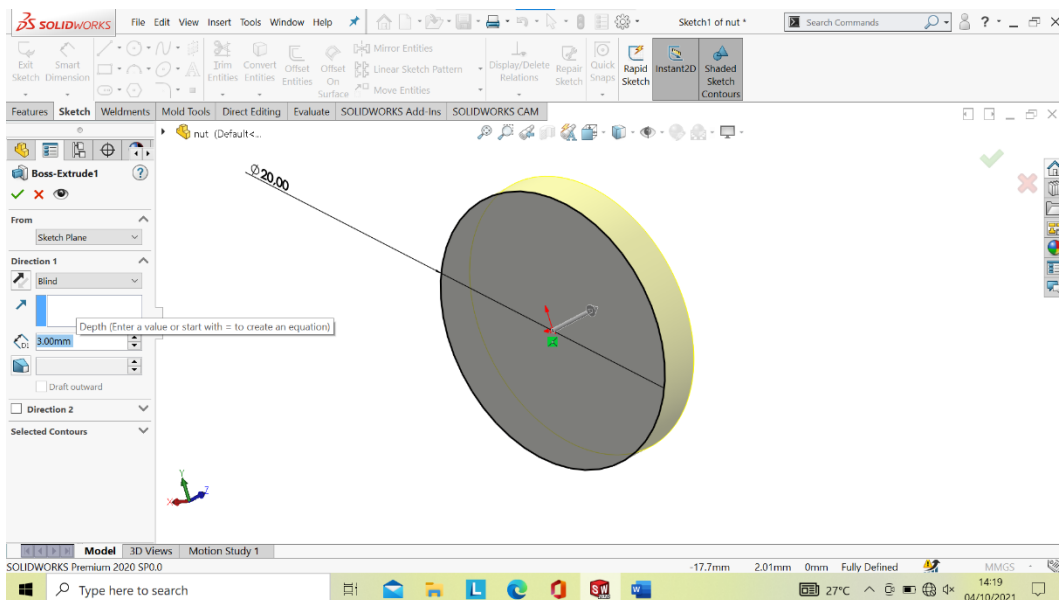 SOLIDWORKS File Edit View Insert Tools Window Help Sketch1 of nut * Search Commands ?
Exit Sketch
Smart Dimension
Trim Entities
Convert Entities
Offset Entities
Offset On Surface
Mirror Entities
Linear Sketch Pattern
Move Entities
Display/Delete Relations
Repair Sketch
Quick Snaps
Rapid Sketch
Instant2D
Shaded Sketch Contours
Features Sketch Weldments Mold Tools Direct Editing Evaluate SOLIDWORKS Add-Ins SOLIDWORKS CAM
nut (Default<...
Boss-Extrude1
From
Sketch Plane
Direction 1
Blind
Depth (Enter a value or start with = to create an equation)
D1 3.00mm
Draft outward
Direction 2
Selected Contours
Ø20.00
Y
X
Z
Model 3D Views Motion Study 1
SOLIDWORKS Premium 2020 SP0.0 -17.7mm 2.01mm 0mm Fully Defined MMGS
Type here to search L SW W 27°C 14:19
04/10/2021